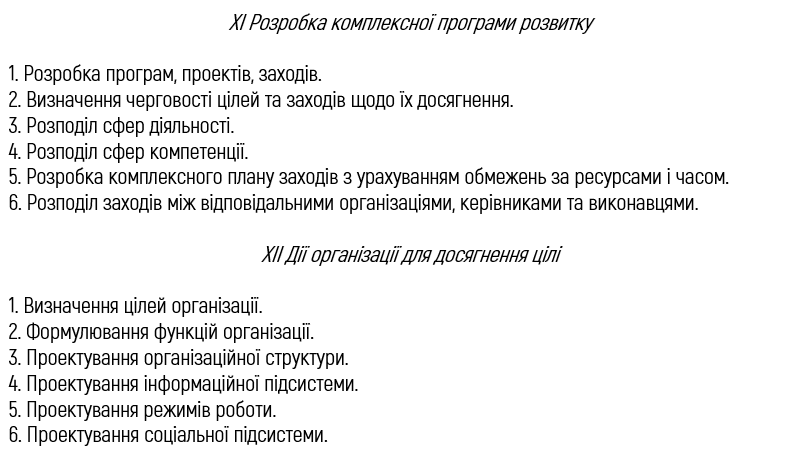 XI Розробка комплексної програми розвитку
1. Розробка програм, проектів, заходів.
2. Визначення черговості цілей та заходів щодо їх досягнення.
3. Розподіл сфер діяльності.
4. Розподіл сфер компетенції.
5. Розробка комплексного плану заходів з урахуванням обмежень за ресурсами і часом.
6. Розподіл заходів між відповідальними організаціями, керівниками та виконавцями.
XII Дії організації для досягнення цілі
1. Визначення цілей організації.
2. Формулювання функцій організації.
3. Проектування організаційної структури.
4. Проектування інформаційної підсистеми.
5. Проектування режимів роботи.
6. Проектування соціальної підсистеми.